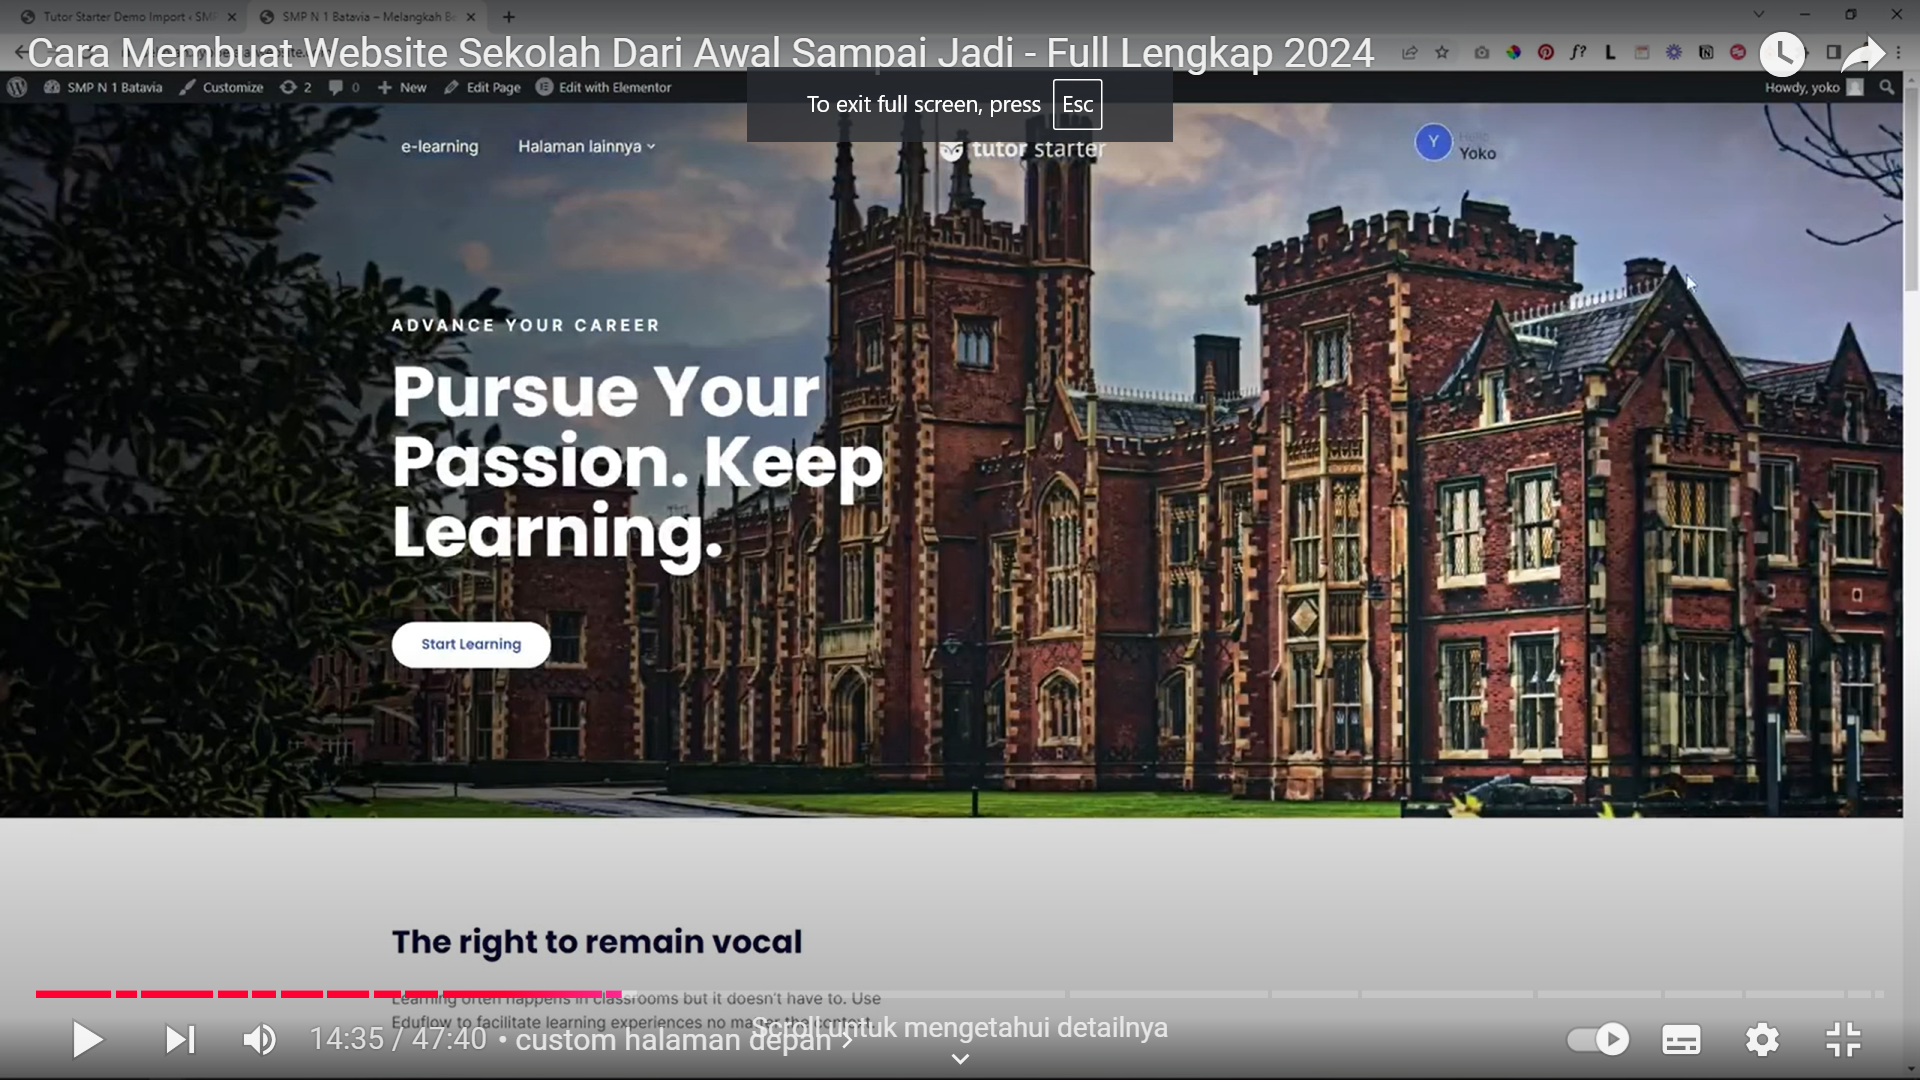 Tutor Starter Demo Import ‹ SMP
SMP N 1 Batavia – Melangkah Be
Cara Membuat Website Sekolah Dari Awal Sampai Jadi - Full Lengkap 2024
SMP N 1 Batavia
Customize
2
0
New
Edit Page
Edit with Elementor
Howdy, yoko
To exit full screen, press Esc
e-learning
Halaman lainnya
tutor starter
Y
Hello
Yoko
ADVANCE YOUR CAREER
Pursue Your
Passion. Keep
Learning.
Start Learning
The right to remain vocal
Learning often happens in classrooms but it doesn't have to. Use
Eduflow to facilitate learning experiences no matter the context.
Scroll untuk mengetahui detailnya
14:35 / 47:40 • custom halaman depan